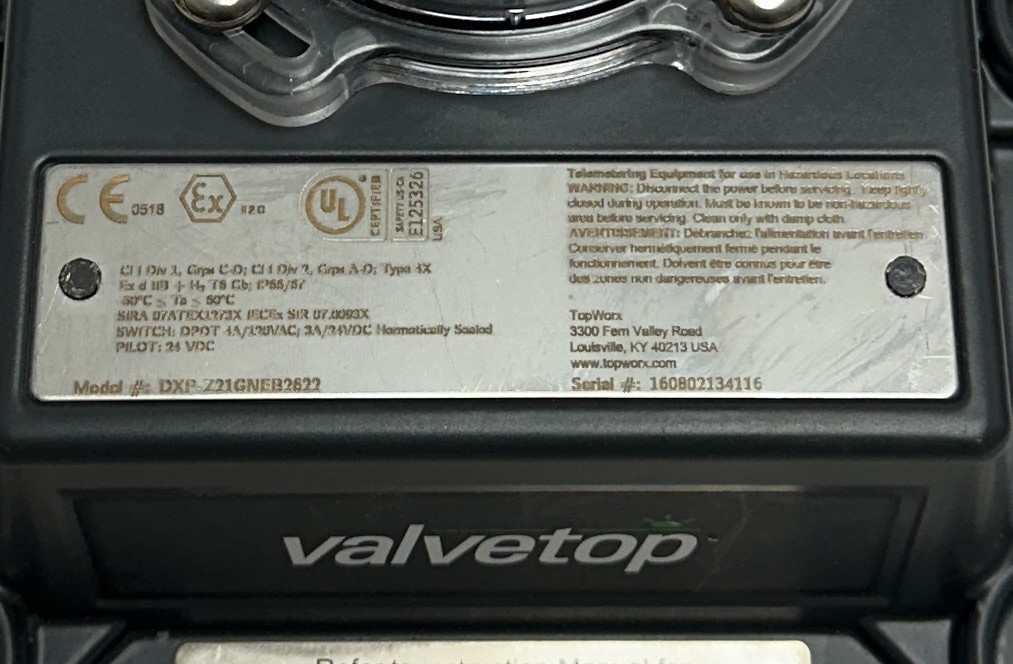 CE 0518 Ex II 2 G UL CERTIFIED SAFETY US-CA E125326 USA
Telemetering Equipment for use in Hazardous Locations
WARNING: Disconnect the power before servicing. Keep tightly
closed during operation. Must be known to be non-hazardous
area before servicing. Clean only with damp cloth.
AVERTISSEMENT: Débranchez l'alimentation avant l'entretien
Conserver hermétiquement fermé pendant le
fonctionnement. Doivent être connus pour être
des zones non dangereuses avant l'entretien.
Cl I Div 1, Grps C-D; Cl I Div 2, Grps A-D; Type 4X
Ex d IIB + H₂ T6 Gb; IP66/67
°C ≤ Ta ≤ 60°C
SIRA 07ATEX1273X IECEx SIR 07.0093X
SWITCH: DPDT 4A/120VAC; 3A/24VDC Hermetically Sealed
PILOT: 24 VDC
Model #: DXP-Z21GNEB2622
TopWorx
3300 Fern Valley Road
Louisville, KY 40213 USA
www.topworx.com
Serial #: 160802134116
valvetop
Refer to Instruction Manual for